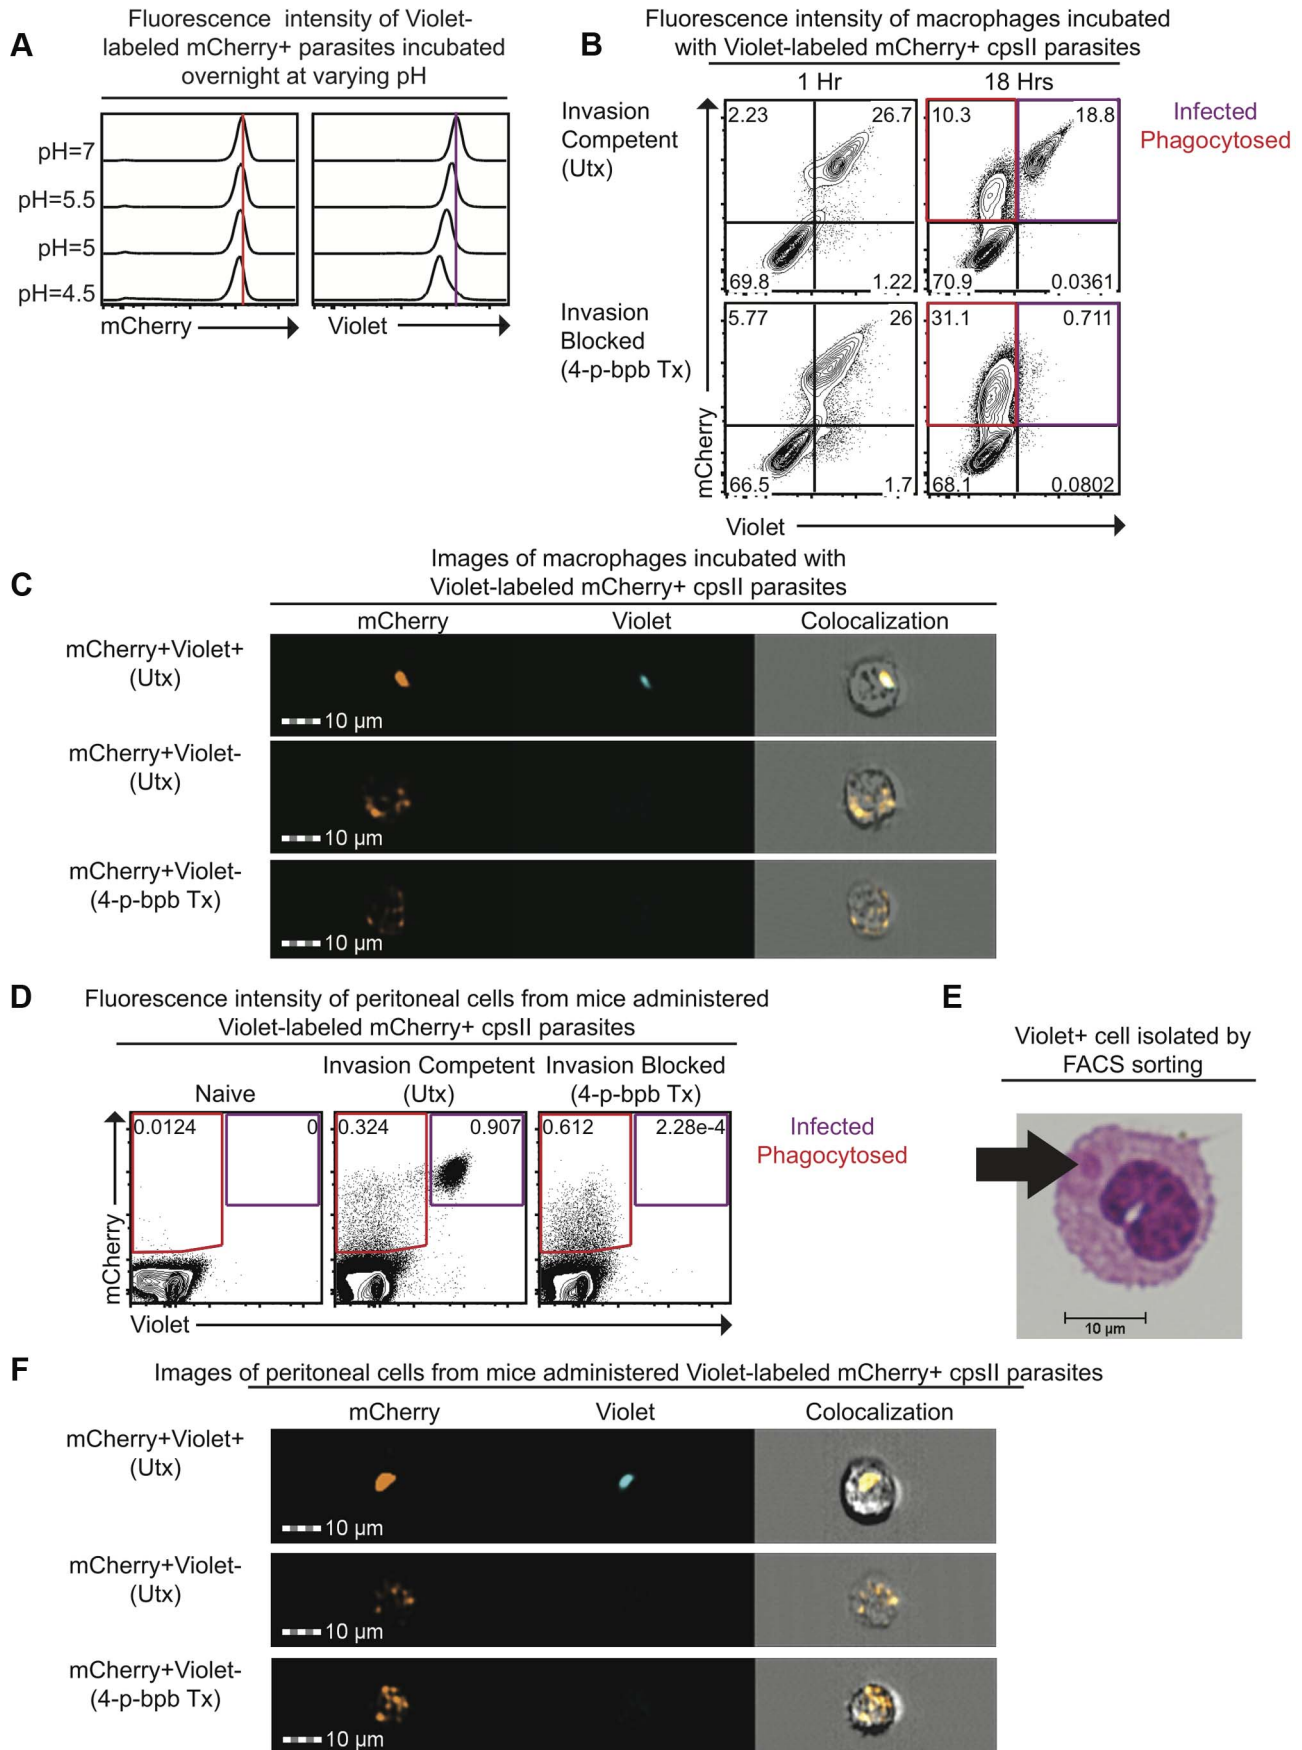 A
Fluorescence intensity of Violet-
labeled mCherry+ parasites incubated
overnight at varying pH
pH=7
pH=5.5
pH=5
pH=4.5
mCherry
Violet
B
Fluorescence intensity of macrophages incubated
with Violet-labeled mCherry+ cpsII parasites
1 Hr
18 Hrs
Invasion
Competent
(Utx)
2.23
26.7
69.8
1.22
10.3
18.8
70.9
0.0361
Infected
Phagocytosed
Invasion
Blocked
(4-p-bpb Tx)
5.77
26
66.5
1.7
31.1
0.711
68.1
0.0802
mCherry
Violet
C
Images of macrophages incubated with
Violet-labeled mCherry+ cpsII parasites
mCherry
Violet
Colocalization
mCherry+Violet+
(Utx)
10 µm
mCherry+Violet-
(Utx)
10 µm
mCherry+Violet-
(4-p-bpb Tx)
10 µm
D
Fluorescence intensity of peritoneal cells from mice administered
Violet-labeled mCherry+ cpsII parasites
Naive
Invasion Competent
(Utx)
Invasion Blocked
(4-p-bpb Tx)
0.0124
0
0.324
0.907
0.612
2.28e-4
Infected
Phagocytosed
mCherry
Violet
E
Violet+ cell isolated by
FACS sorting
10 µm
F
Images of peritoneal cells from mice administered Violet-labeled mCherry+ cpsII parasites
mCherry
Violet
Colocalization
mCherry+Violet+
(Utx)
10 µm
mCherry+Violet-
(Utx)
10 µm
mCherry+Violet-
(4-p-bpb Tx)
10 µm